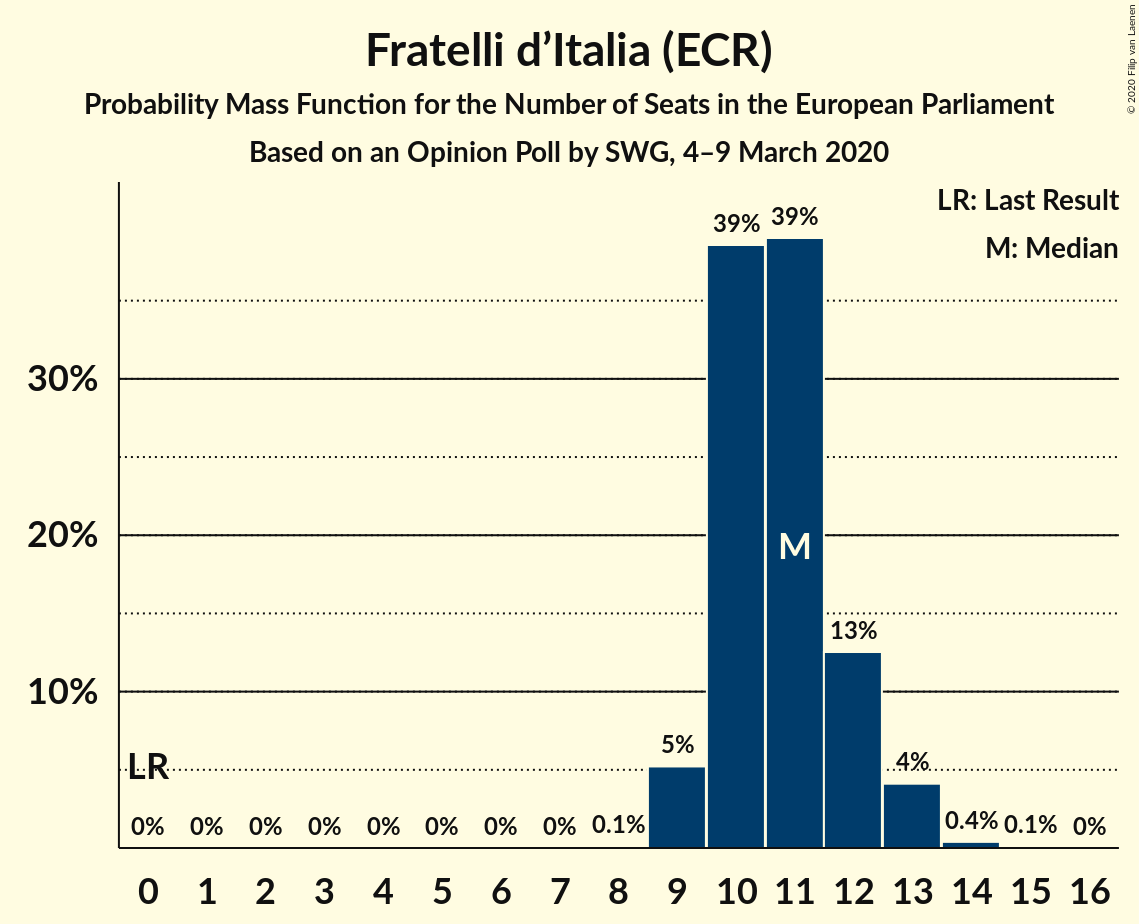 Fratelli d’Italia (ECR)
Probability Mass Function for the Number of Seats in the European Parliament
Based on an Opinion Poll by SWG, 4–9 March 2020
© 2020 Filip van Laenen
LR: Last Result
M: Median
39% 39%
30%
20%
M
13%
10%
5%
4%
LR
0% 0% 0% 0% 0% 0% 0% 0% 0.1% 0.4% 0.1% 0%
0 1 2 3 4 5 6 7 8 9 10 11 12 13 14 15 16